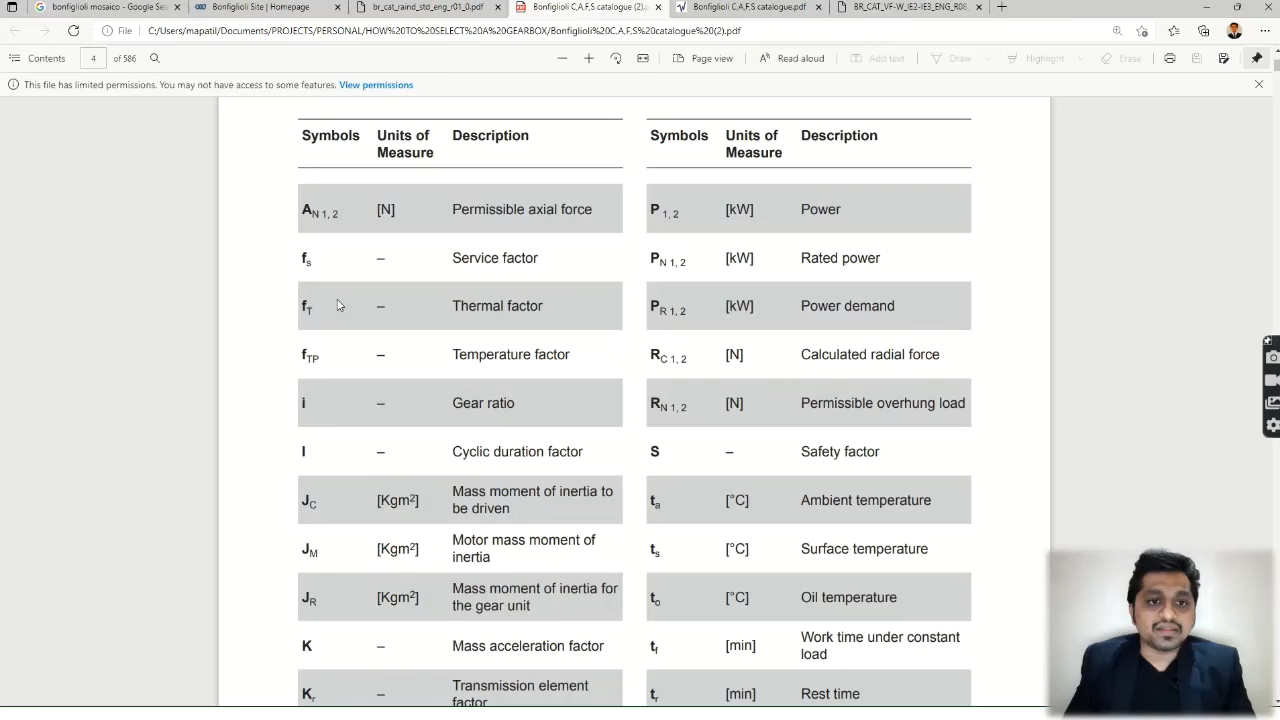 bonfiglioli mosaico - Google Sea
Bonfiglioli Site | Homepage
br_cat_raind_std_eng_r01_0.pdf
Bonfiglioli C,A,F,S catalogue (2).p
Bonfiglioli C,A,F,S catalogue.pdf
BR_CAT_VF-W_IE2-IE3_ENG_R08_
File
C:/Users/mapatil/Documents/PROJECTS/PERSONAL/HOW%20TO%20SELECT%20A%20GEARBOX/Bonfiglioli%20C,A,F,S%20catalogue%20(2).pdf
Contents 4 of 586
Page view
Read aloud
Add text
Draw
Highlight
Erase
This file has limited permissions. You may not have access to some features. View permissions
Symbols Units of Measure Description
A N 1, 2 [N] Permissible axial force
fs – Service factor
fT – Thermal factor
fTP – Temperature factor
i – Gear ratio
I – Cyclic duration factor
JC [Kgm²] Mass moment of inertia to
be driven
JM [Kgm²] Motor mass moment of
inertia
JR [Kgm²] Mass moment of inertia for
the gear unit
K – Mass acceleration factor
Kr – Transmission element
factor
Symbols Units of Measure Description
P 1, 2 [kW] Power
P N 1, 2 [kW] Rated power
P R 1, 2 [kW] Power demand
R C 1, 2 [N] Calculated radial force
R N 1, 2 [N] Permissible overhung load
S – Safety factor
ta [°C] Ambient temperature
ts [°C] Surface temperature
to [°C] Oil temperature
tf [min] Work time under constant
load
tr [min] Rest time